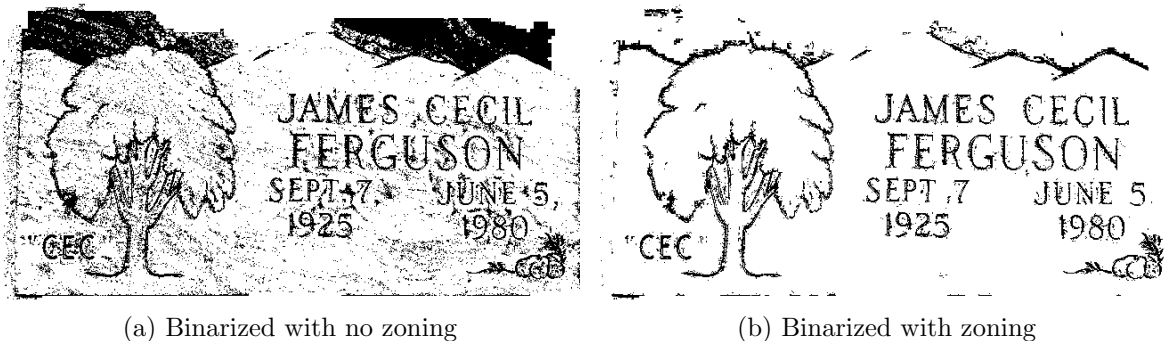 JAMES CECIL
FERGUSON
SEPT 7, JUNE 5,
1925 1980
"CEC"
(a) Binarized with no zoning
JAMES CECIL
FERGUSON
SEPT 7 JUNE 5
1925 1980
"CEC"
(b) Binarized with zoning